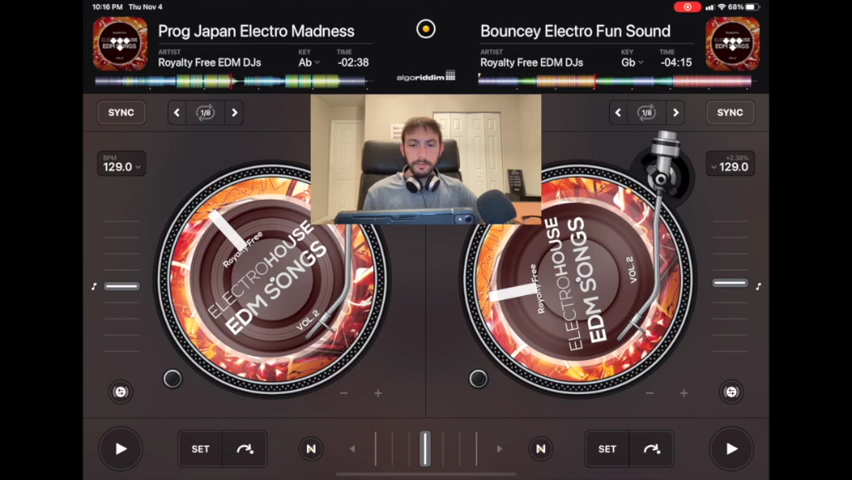 10:16 PM Thu Nov 4
68%
Prog Japan Electro Madness
ARTIST KEY TIME
Royalty Free EDM DJs Ab -02:38
algoriddim
Bouncey Electro Fun Sound
ARTIST KEY TIME
Royalty Free EDM DJs Gb -04:15
SYNC
1/8
1/8
SYNC
BPM
129.0
+2.38%
129.0
Royalty Free
ELECTROHOUSE
EDM SONGS
VOL. 2
Royalty Free
ELECTROHOUSE
EDM SONGS
VOL. 2
SET
N
N
SET